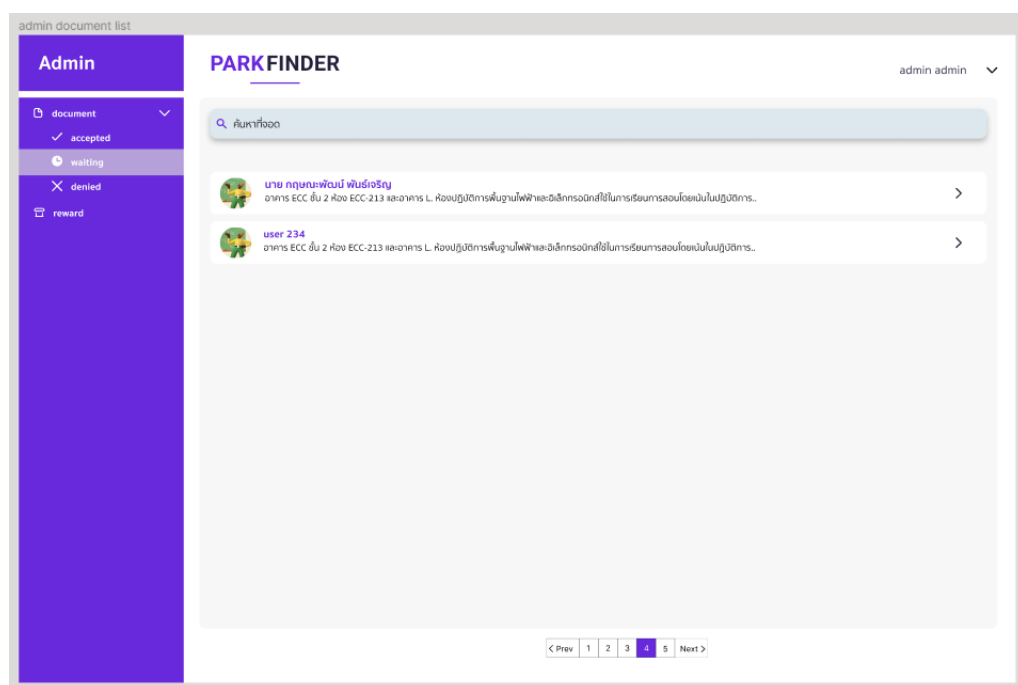 admin document list
Admin
PARKFINDER
admin admin
document
accepted
waiting
denied
reward
ค้นหาที่จอด
นาย กฤษณะพัฒน์ พันธ์เจริญ
อาคาร ECC ชั้น 2 ห้อง ECC-213 และอาคาร L. ห้องปฏิบัติการพื้นฐานไฟฟ้าและอิเล็กทรอนิกส์ใช้ในการเรียนการสอนโดยเน้นในปฏิบัติการ..
user 234
อาคาร ECC ชั้น 2 ห้อง ECC-213 และอาคาร L. ห้องปฏิบัติการพื้นฐานไฟฟ้าและอิเล็กทรอนิกส์ใช้ในการเรียนการสอนโดยเน้นในปฏิบัติการ..
< Prev 1 2 3 4 5 Next >